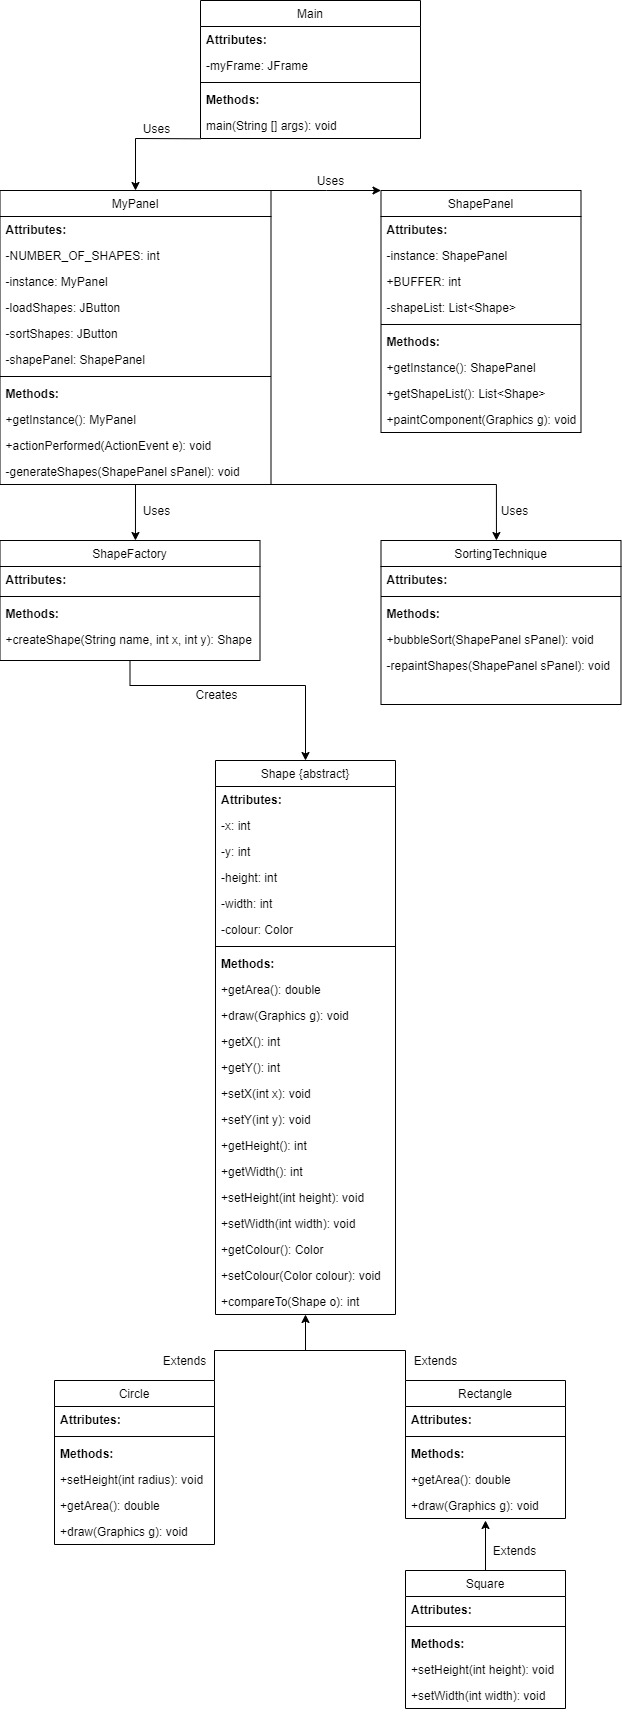 Main
Attributes:
-myFrame: JFrame
Methods:
main(String [] args): void
Uses
Uses
MyPanel
Attributes:
-NUMBER_OF_SHAPES: int
-instance: MyPanel
-loadShapes: JButton
-sortShapes: JButton
-shapePanel: ShapePanel
Methods:
+getInstance(): MyPanel
+actionPerformed(ActionEvent e): void
-generateShapes(ShapePanel sPanel): void
ShapePanel
Attributes:
-instance: ShapePanel
+BUFFER: int
-shapeList: List<Shape>
Methods:
+getInstance(): ShapePanel
+getShapeList(): List<Shape>
+paintComponent(Graphics g): void
Uses
Uses
ShapeFactory
Attributes:
Methods:
+createShape(String name, int x, int y): Shape
SortingTechnique
Attributes:
Methods:
+bubbleSort(ShapePanel sPanel): void
-repaintShapes(ShapePanel sPanel): void
Creates
Shape {abstract}
Attributes:
-x: int
-y: int
-height: int
-width: int
-colour: Color
Methods:
+getArea(): double
+draw(Graphics g): void
+getX(): int
+getY(): int
+setX(int x): void
+setY(int y): void
+getHeight(): int
+getWidth(): int
+setHeight(int height): void
+setWidth(int width): void
+getColour(): Color
+setColour(Color colour): void
+compareTo(Shape o): int
Extends
Extends
Circle
Attributes:
Methods:
+setHeight(int radius): void
+getArea(): double
+draw(Graphics g): void
Rectangle
Attributes:
Methods:
+getArea(): double
+draw(Graphics g): void
Extends
Square
Attributes:
Methods:
+setHeight(int height): void
+setWidth(int width): void